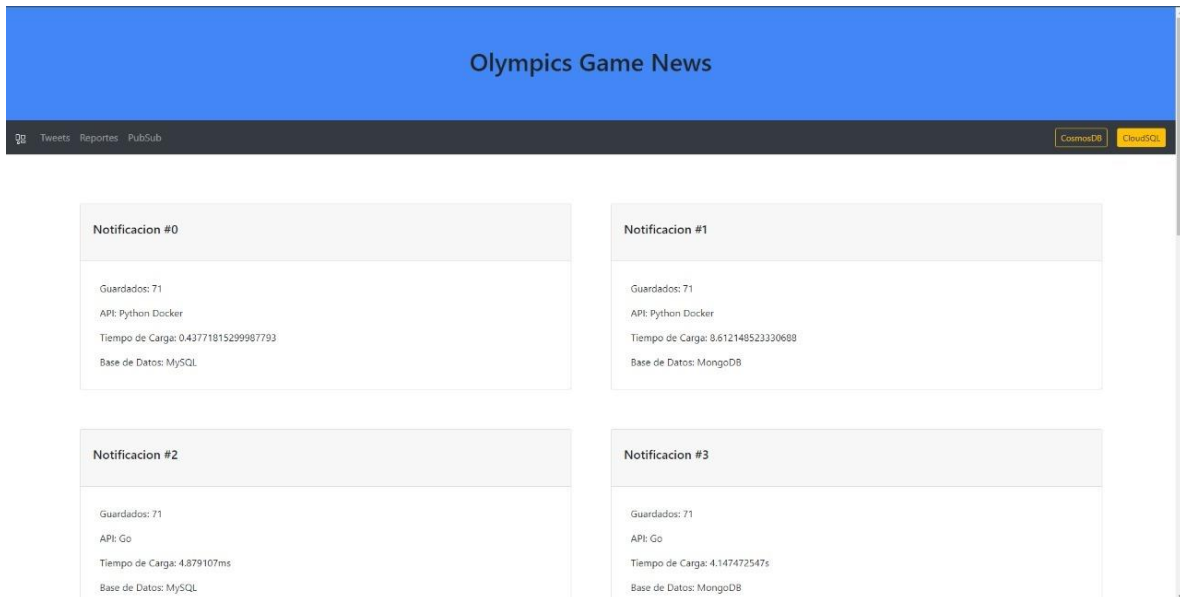 Olympics Game News
Tweets Reportes PubSub CosmosDB CloudSQL
Notificacion #0
Guardados: 71
API: Python Docker
Tiempo de Carga: 0.43771815299987793
Base de Datos: MySQL
Notificacion #1
Guardados: 71
API: Python Docker
Tiempo de Carga: 8.612148523330688
Base de Datos: MongoDB
Notificacion #2
Guardados: 71
API: Go
Tiempo de Carga: 4.879107ms
Base de Datos: MySQL
Notificacion #3
Guardados: 71
API: Go
Tiempo de Carga: 4.147472547s
Base de Datos: MongoDB